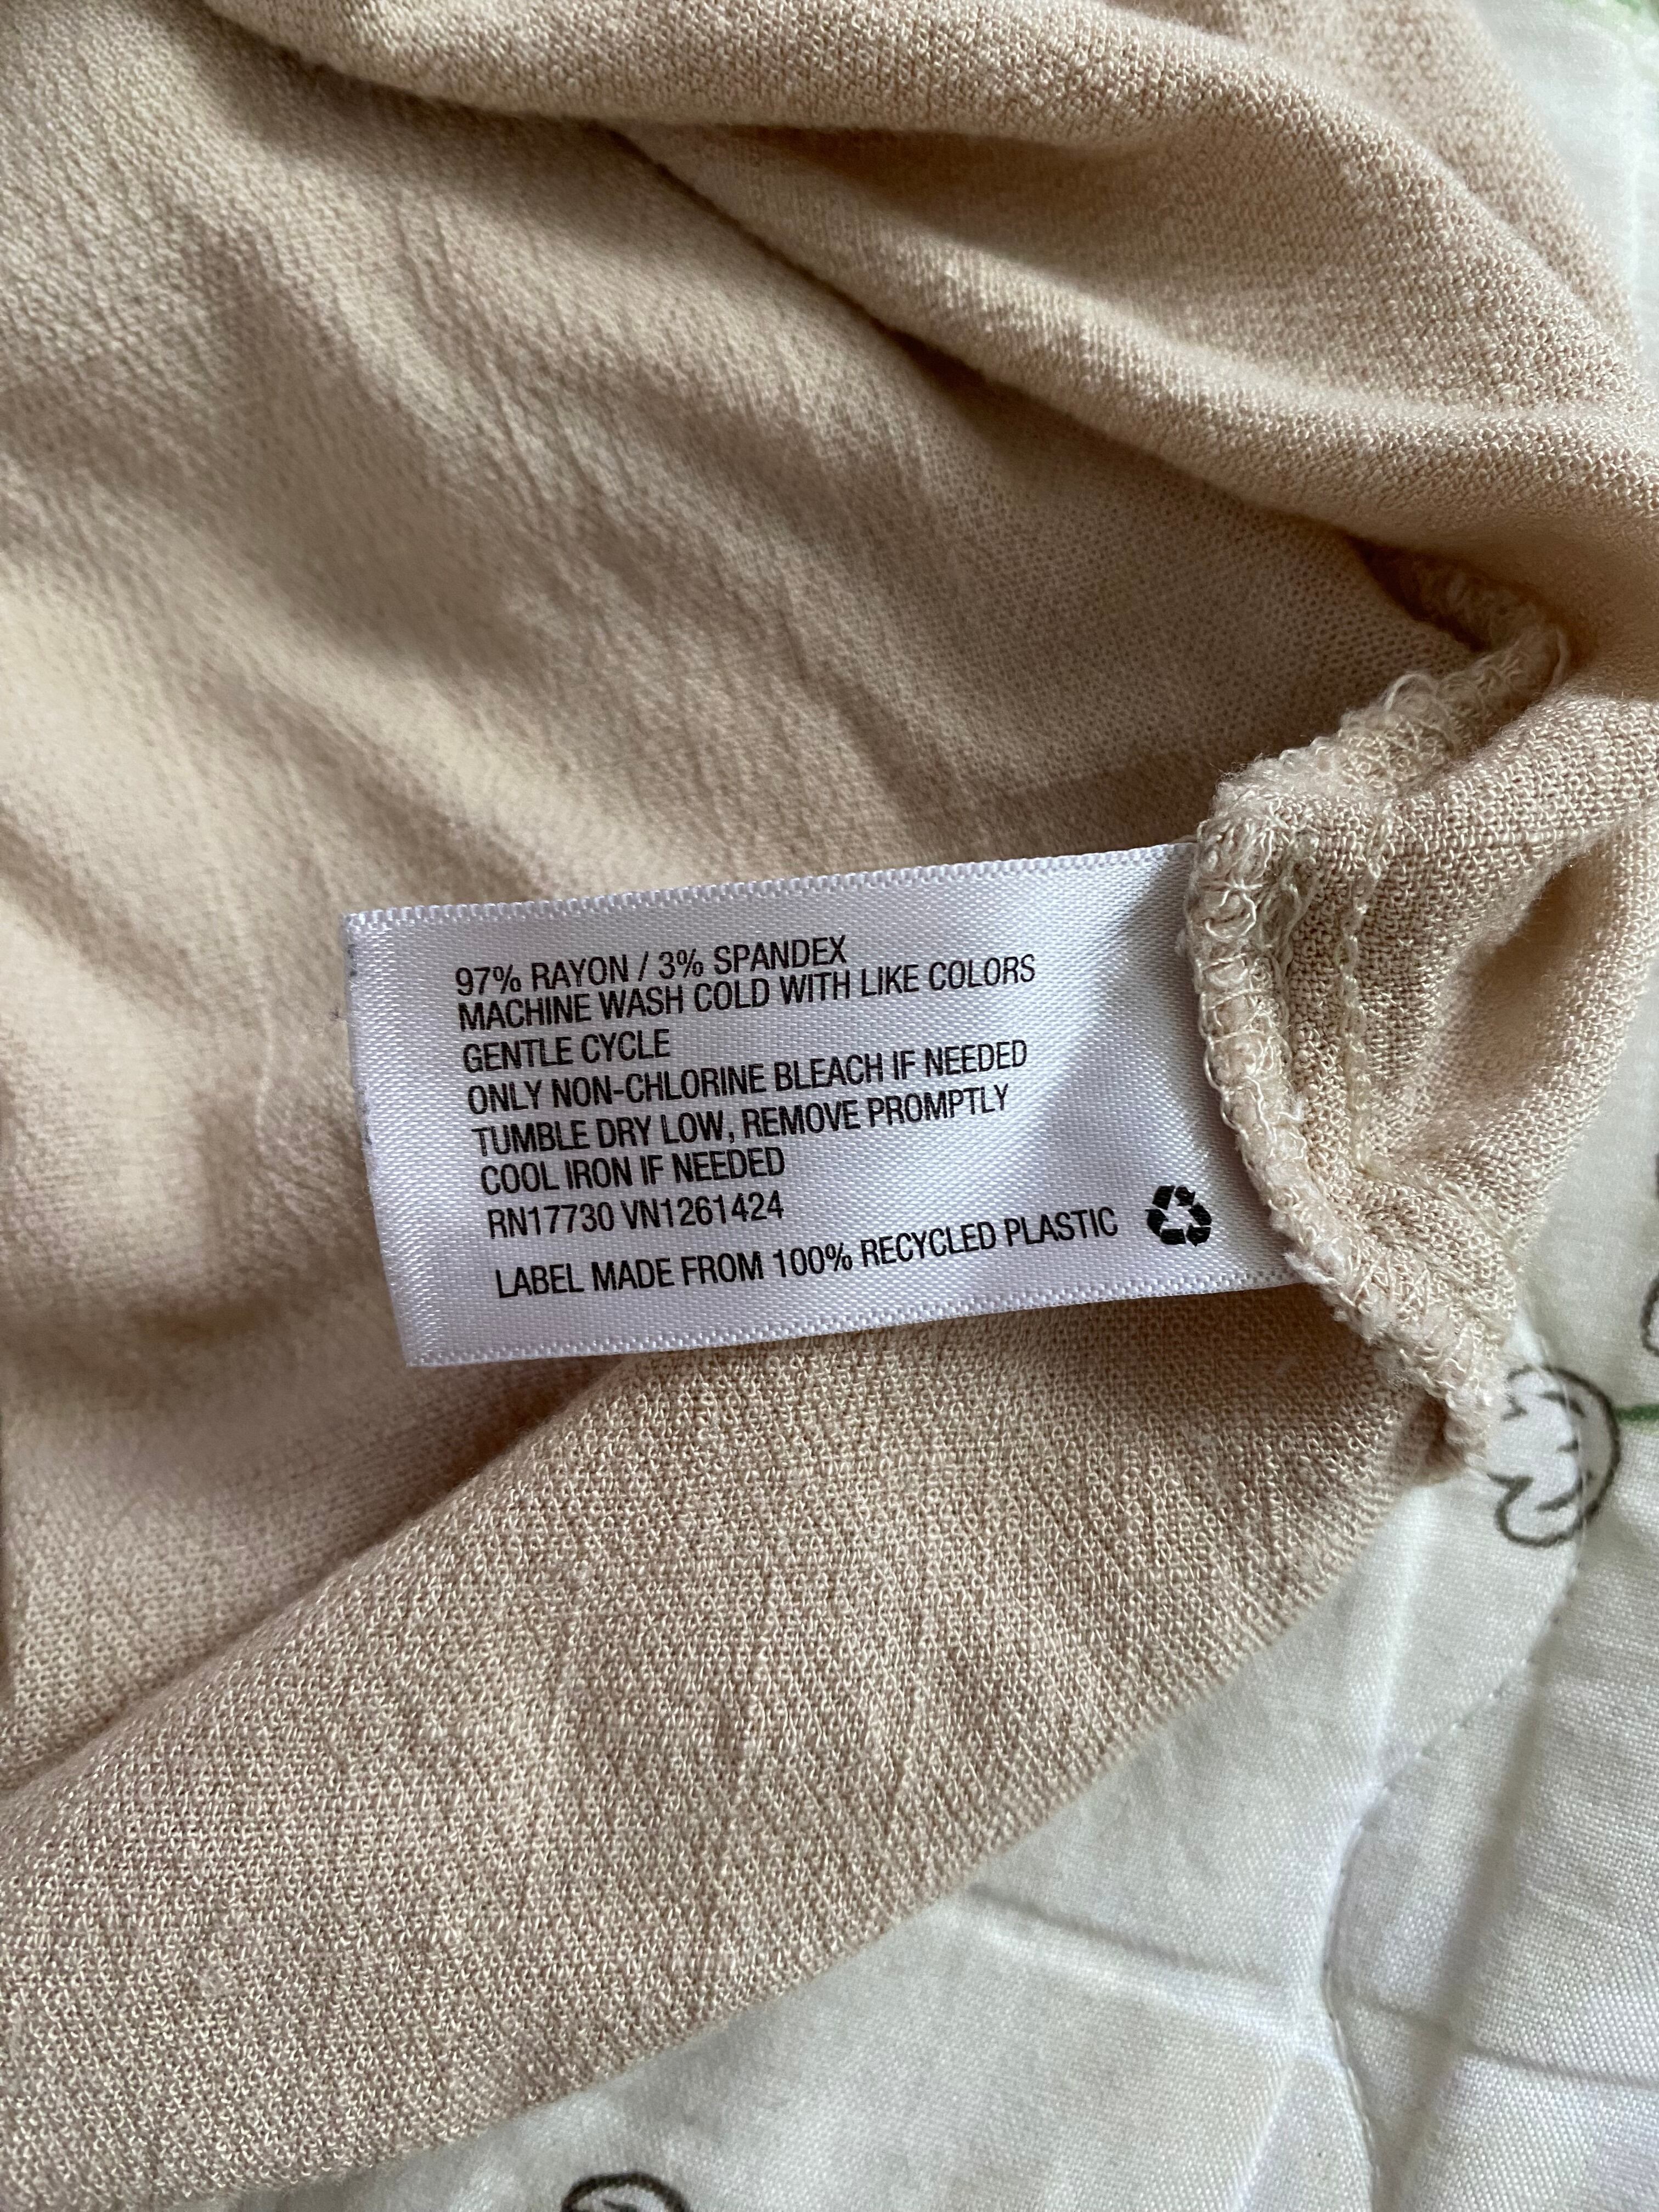 97% RAYON / 3% SPANDEX
MACHINE WASH COLD WITH LIKE COLORS
GENTLE CYCLE
ONLY NON-CHLORINE BLEACH IF NEEDED
TUMBLE DRY LOW, REMOVE PROMPTLY
COOL IRON IF NEEDED
RN17730 VN1261424
LABEL MADE FROM 100% RECYCLED PLASTIC